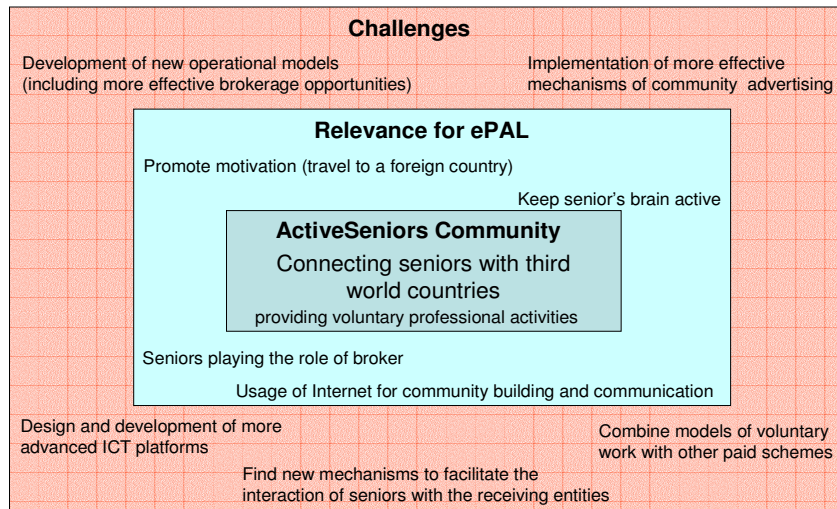 Challenges
Development of new operational models
(including more effective brokerage opportunities)
Implementation of more effective
mechanisms of community advertising
Relevance for ePAL
Promote motivation (travel to a foreign country)
Keep senior's brain active
ActiveSeniors Community
Connecting seniors with third
world countries
providing voluntary professional activities
Seniors playing the role of broker
Usage of Internet for community building and communication
Design and development of more
advanced ICT platforms
Combine models of voluntary
work with other paid schemes
Find new mechanisms to facilitate the
interaction of seniors with the receiving entities